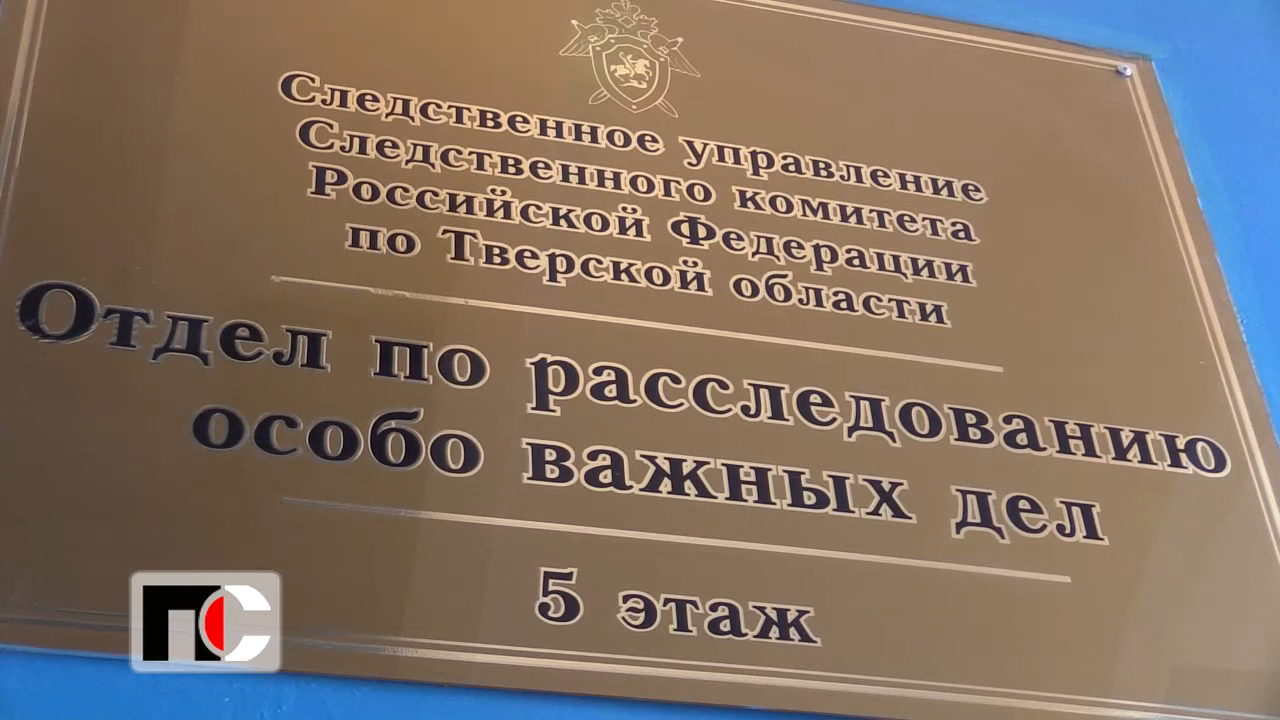 Следственное управление
Следственного комитета
Российской Федерации
по Тверской области
Отдел по расследованию
особо важных дел
5 этаж
ПС